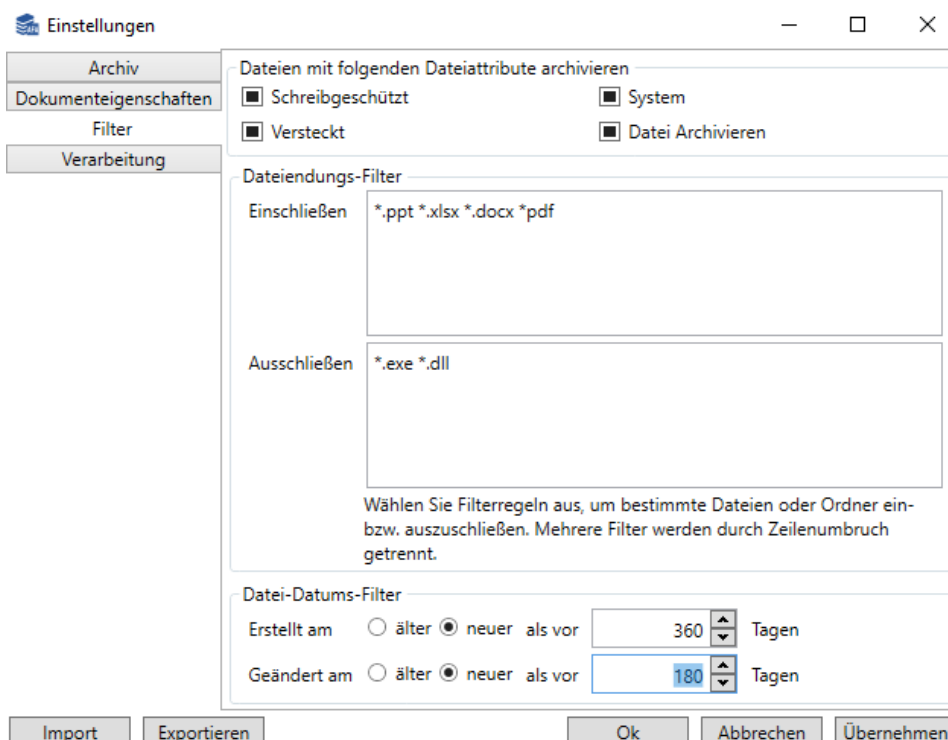 Einstellungen
Archiv
Dokumenteigenschaften
Filter
Verarbeitung
Dateien mit folgenden Dateiattribute archivieren
Schreibgeschützt System
Versteckt Datei Archivieren
Dateiendungs-Filter
Einschließen *.ppt *.xlsx *.docx *pdf
Ausschließen *.exe *.dll
Wählen Sie Filterregeln aus, um bestimmte Dateien oder Ordner ein-
bzw. auszuschließen. Mehrere Filter werden durch Zeilenumbruch
getrennt.
Datei-Datums-Filter
Erstellt am älter neuer als vor 360 Tagen
Geändert am älter neuer als vor 180 Tagen
Import Exportieren Ok Abbrechen Übernehmen